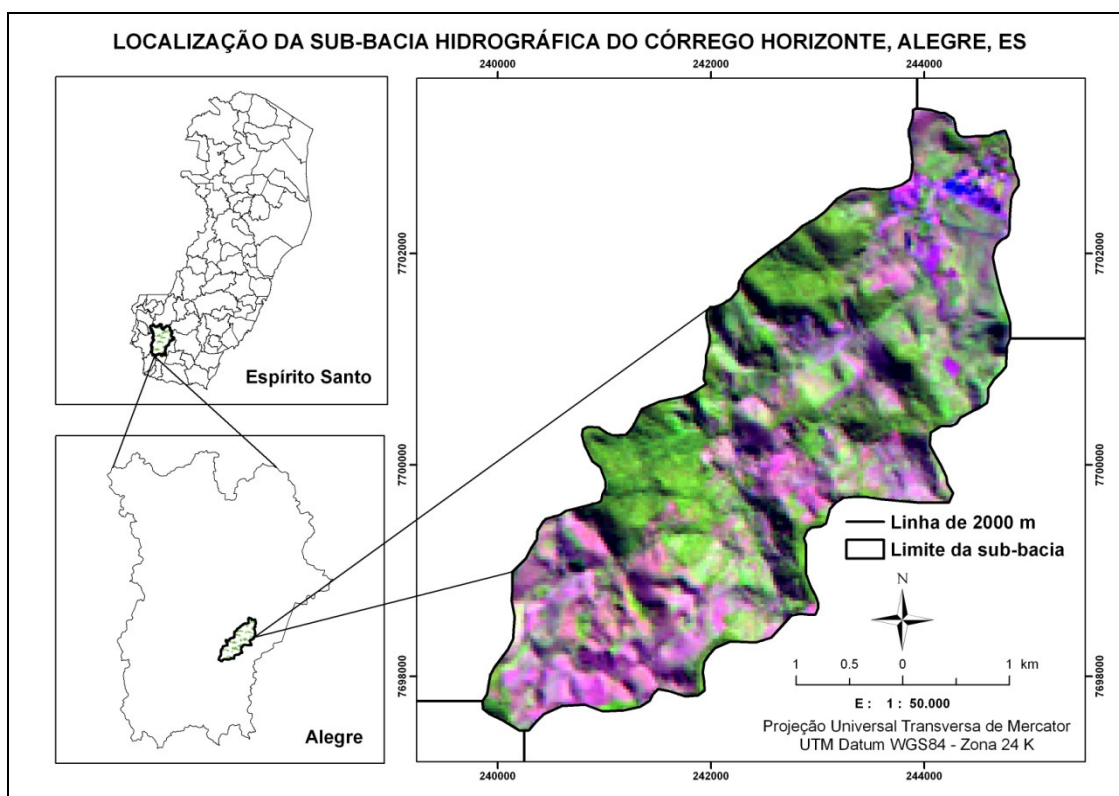 LOCALIZAÇÃO DA SUB-BACIA HIDROGRÁFICA DO CÓRREGO HORIZONTE, ALEGRE, ES
240000 242000 244000
Espírito Santo
Alegre
7702000 7702000
7700000 7700000
7698000 7698000
Linha de 2000 m
Limite da sub-bacia
N
1 0.5 0 1 km
E : 1 : 50.000
Projeção Universal Transversa de Mercator
UTM Datum WGS84 - Zona 24 K
240000 242000 244000